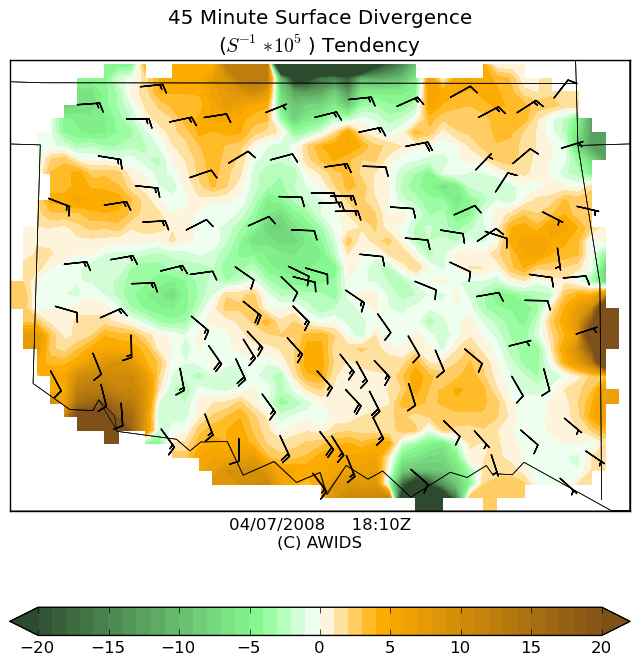 45 Minute Surface Divergence
(S⁻¹ *10⁵ ) Tendency
04/07/2008 18:10Z
(C) AWIDS
−20 −15 −10 −5 0 5 10 15 20